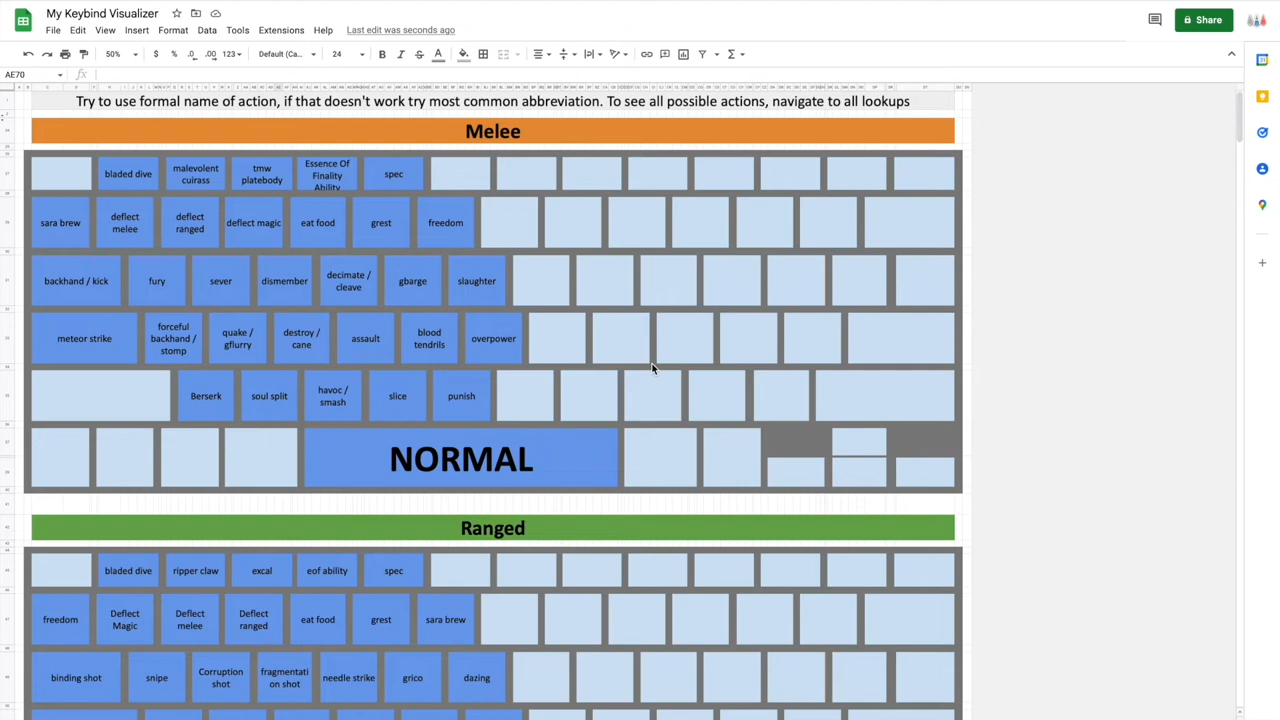 My Keybind Visualizer
File Edit View Insert Format Data Tools Extensions Help Last edit was seconds ago
Share
50% $ % .0 .00 123 Default (Ca... 24 B I S A
AE70 fx
Try to use formal name of action, if that doesn't work try most common abbreviation. To see all possible actions, navigate to all lookups
Melee
bladed dive malevolent cuirass tmw platebody Essence Of Finality Ability spec
sara brew deflect melee deflect ranged deflect magic eat food grest freedom
backhand / kick fury sever dismember decimate / cleave gbarge slaughter
meteor strike forceful backhand / stomp quake / gflurry destroy / cane assault blood tendrils overpower
Berserk soul split havoc / smash slice punish
NORMAL
Ranged
bladed dive ripper claw excal eof ability spec
freedom Deflect Magic Deflect melee Deflect ranged eat food grest sara brew
binding shot snipe Corruption shot fragmentati on shot needle strike grico dazing